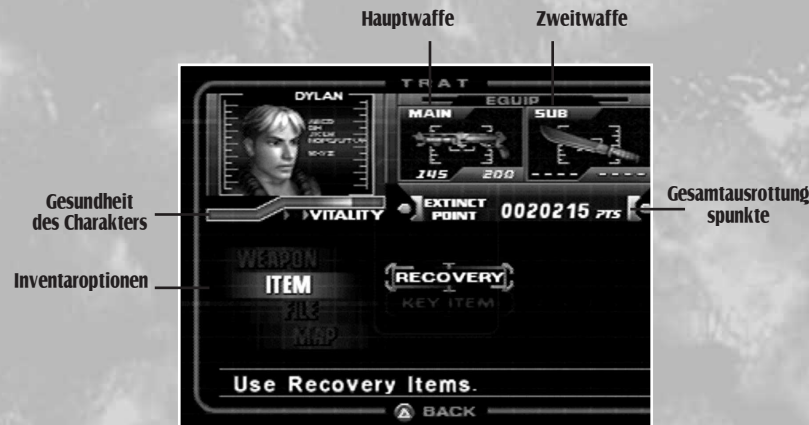 Hauptwaffe
Zweitwaffe
TRAT
DYLAN
EQUIP
MAIN
SUB
145 200
---- ----
VITALITY
EXTINCT
POINT
0020215 PTS
Gesundheit
des Charakters
Gesamtausrottung
spunkte
Inventaroptionen
WEAPON
ITEM
FILE
MAP
RECOVERY
KEY ITEM
Use Recovery Items.
BACK